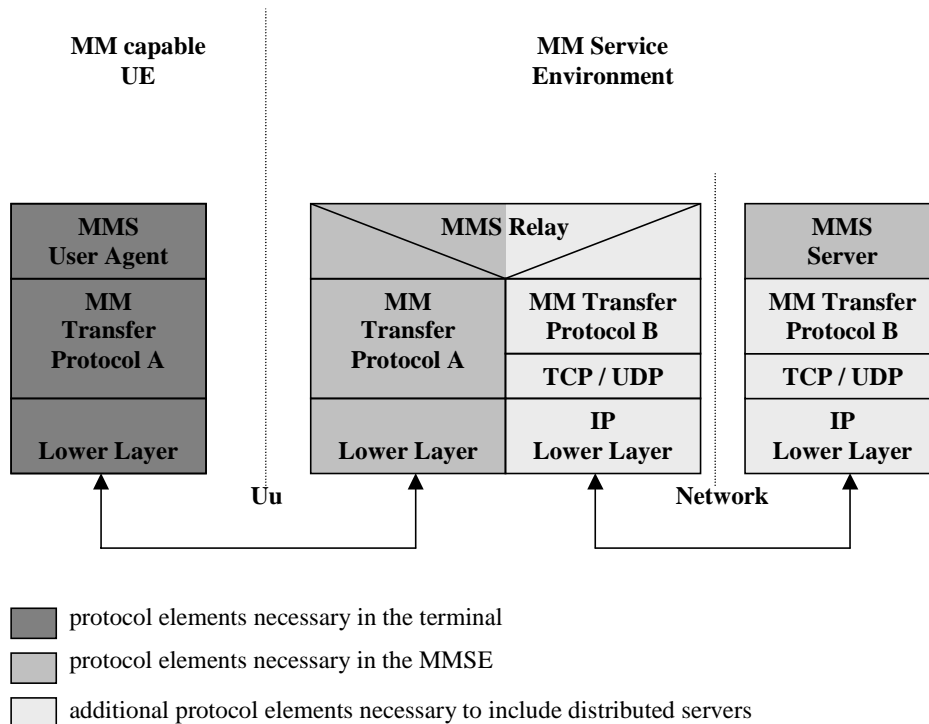 MM capable
UE
MM Service
Environment
MMS
User Agent
MM
Transfer
Protocol A
Lower Layer
MMS Relay
MM
Transfer
Protocol A
Lower Layer
MM Transfer
Protocol B
TCP / UDP
IP
Lower Layer
MMS
Server
MM Transfer
Protocol B
TCP / UDP
IP
Lower Layer
Uu
Network
protocol elements necessary in the terminal
protocol elements necessary in the MMSE
additional protocol elements necessary to include distributed servers